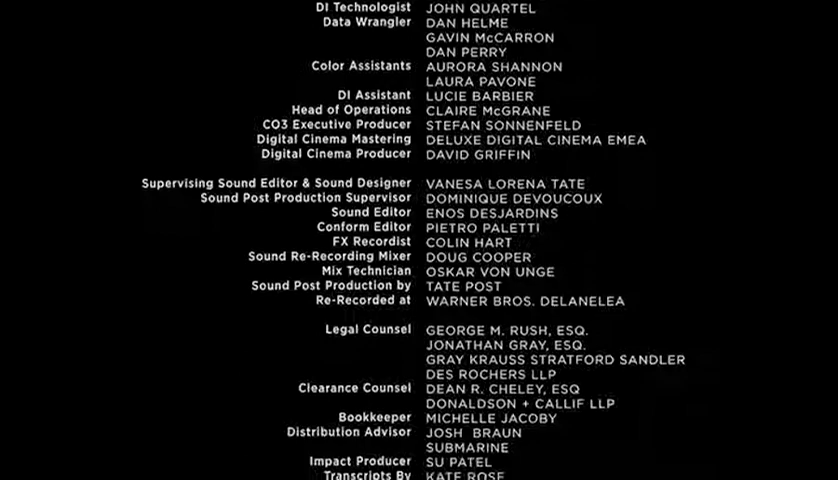 DI Technologist JOHN QUARTEL
Data Wrangler DAN HELME
GAVIN McCARRON
DAN PERRY
Color Assistants AURORA SHANNON
LAURA PAVONE
DI Assistant LUCIE BARBIER
Head of Operations CLAIRE McGRANE
CO3 Executive Producer STEFAN SONNENFELD
Digital Cinema Mastering DELUXE DIGITAL CINEMA EMEA
Digital Cinema Producer DAVID GRIFFIN
Supervising Sound Editor & Sound Designer VANESA LORENA TATE
Sound Post Production Supervisor DOMINIQUE DEVOUCOUX
Sound Editor ENOS DESJARDINS
Conform Editor PIETRO PALETTI
FX Recordist COLIN HART
Sound Re-Recording Mixer DOUG COOPER
Mix Technician OSKAR VON UNGE
Sound Post Production by TATE POST
Re-Recorded at WARNER BROS. DELANELEA
Legal Counsel GEORGE M. RUSH, ESQ.
JONATHAN GRAY, ESQ.
GRAY KRAUSS STRATFORD SANDLER
DES ROCHERS LLP
Clearance Counsel DEAN R. CHELEY, ESQ
DONALDSON + CALLIF LLP
Bookkeeper MICHELLE JACOBY
Distribution Advisor JOSH BRAUN
SUBMARINE
Impact Producer SU PATEL
Transcripts By KATE ROSE